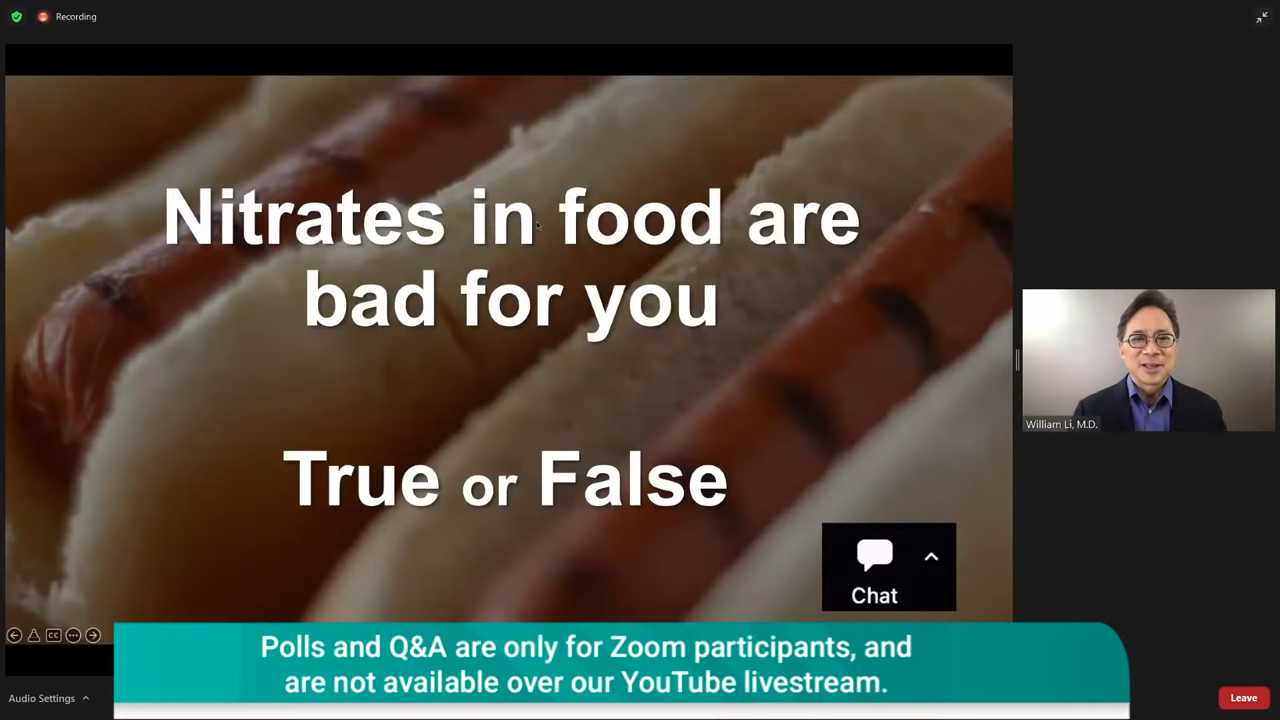 Recording
Nitrates in food are
bad for you
True or False
William Li, M.D.
Chat
CC
Polls and Q&A are only for Zoom participants, and
are not available over our YouTube livestream.
Audio Settings
Leave